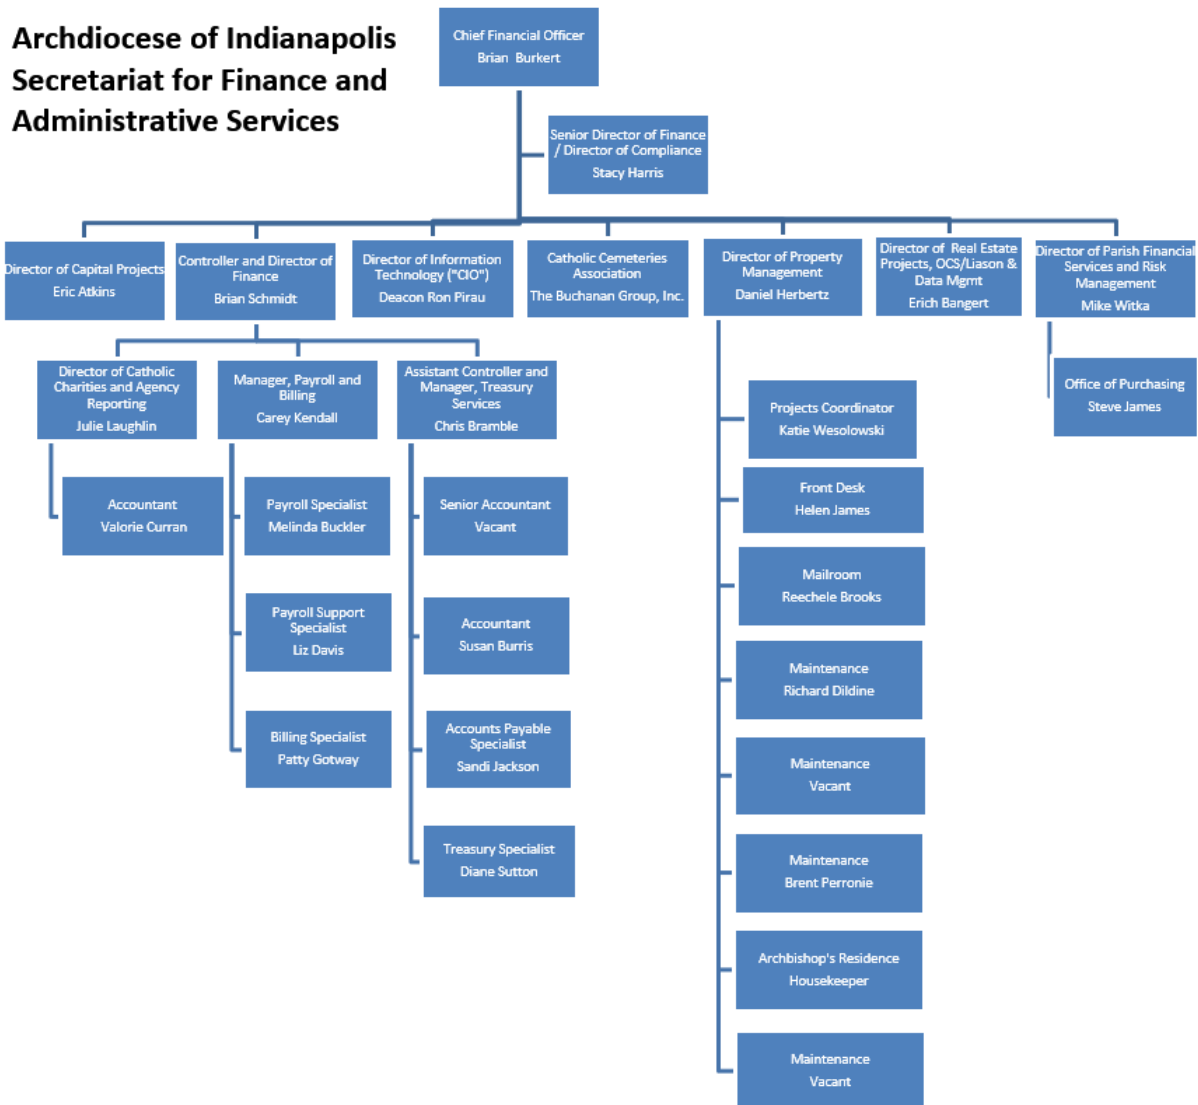 Archdiocese of Indianapolis
Secretariat for Finance and
Administrative Services
Chief Financial Officer
Brian Burkert
Senior Director of Finance
/ Director of Compliance
Stacy Harris
Director of Capital Projects
Eric Atkins
Controller and Director of
Finance
Brian Schmidt
Director of Information
Technology ("CIO")
Deacon Ron Pirau
Catholic Cemeteries
Association
The Buchanan Group, Inc.
Director of Property
Management
Daniel Herbertz
Director of Real Estate
Projects, OCS/Liason &
Data Mgmt
Erich Bangert
Director of Parish Financial
Services and Risk
Management
Mike Witka
Director of Catholic
Charities and Agency
Reporting
Julie Laughlin
Manager, Payroll and
Billing
Carey Kendall
Assistant Controller and
Manager, Treasury
Services
Chris Bramble
Office of Purchasing
Steve James
Accountant
Valorie Curran
Payroll Specialist
Melinda Buckler
Payroll Support
Specialist
Liz Davis
Billing Specialist
Patty Gotway
Senior Accountant
Vacant
Accountant
Susan Burris
Accounts Payable
Specialist
Sandi Jackson
Treasury Specialist
Diane Sutton
Projects Coordinator
Katie Wesolowski
Front Desk
Helen James
Mailroom
Reechele Brooks
Maintenance
Richard Dildine
Maintenance
Vacant
Maintenance
Brent Perronie
Archbishop's Residence
Housekeeper
Maintenance
Vacant